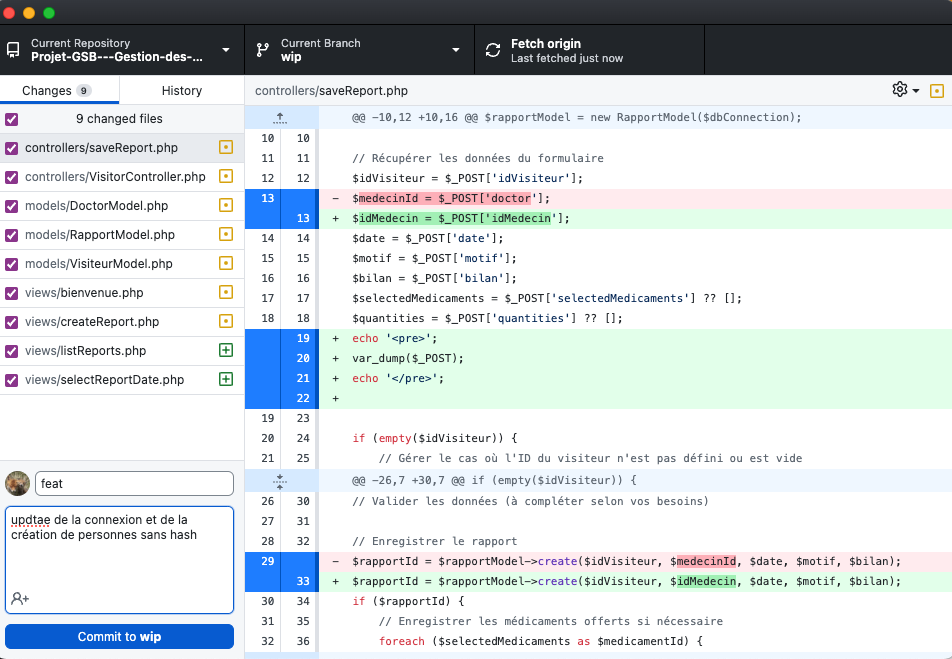 Current Repository
Projet-GSB---Gestion-des-...
Current Branch
wip
Fetch origin
Last fetched just now
Changes 9
History
controllers/saveReport.php
9 changed files
controllers/saveReport.php
controllers/VisitorController.php
models/DoctorModel.php
models/RapportModel.php
models/VisiteurModel.php
views/bienvenue.php
views/createReport.php
views/listReports.php
views/selectReportDate.php
feat
updtae de la connexion et de la
création de personnes sans hash
Commit to wip
@@ -10,12 +10,16 @@ $rapportModel = new RapportModel($dbConnection);
10 10
11 11 // Récupérer les données du formulaire
12 12 $idVisiteur = $_POST['idVisiteur'];
13 - $medecinId = $_POST['doctor'];
13 + $idMedecin = $_POST['idMedecin'];
14 14 $date = $_POST['date'];
15 15 $motif = $_POST['motif'];
16 16 $bilan = $_POST['bilan'];
17 17 $selectedMedicaments = $_POST['selectedMedicaments'] ?? [];
18 18 $quantities = $_POST['quantities'] ?? [];
19 + echo '<pre>';
20 + var_dump($_POST);
21 + echo '</pre>';
22 +
19 23
20 24 if (empty($idVisiteur)) {
21 25 // Gérer le cas où l'ID du visiteur n'est pas défini ou est vide
@@ -26,7 +30,7 @@ if (empty($idVisiteur)) {
26 30 // Valider les données (à compléter selon vos besoins)
27 31
28 32 // Enregistrer le rapport
29 - $rapportId = $rapportModel->create($idVisiteur, $medecinId, $date, $motif, $bilan);
33 + $rapportId = $rapportModel->create($idVisiteur, $idMedecin, $date, $motif, $bilan);
30 34 if ($rapportId) {
31 35 // Enregistrer les médicaments offerts si nécessaire
32 36 foreach ($selectedMedicaments as $medicamentId) {